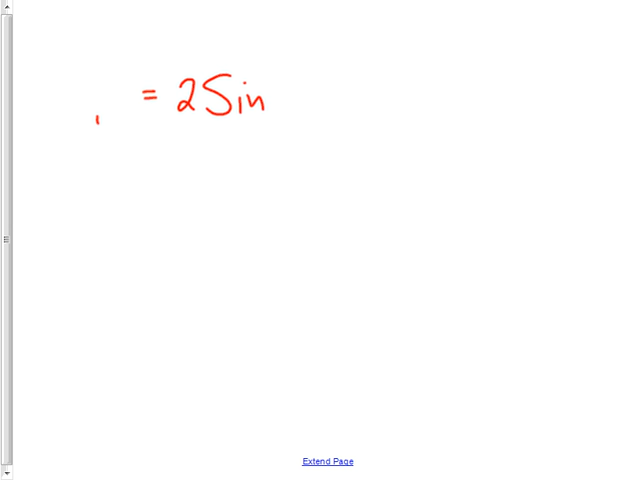 = 2Sin
Extend Page